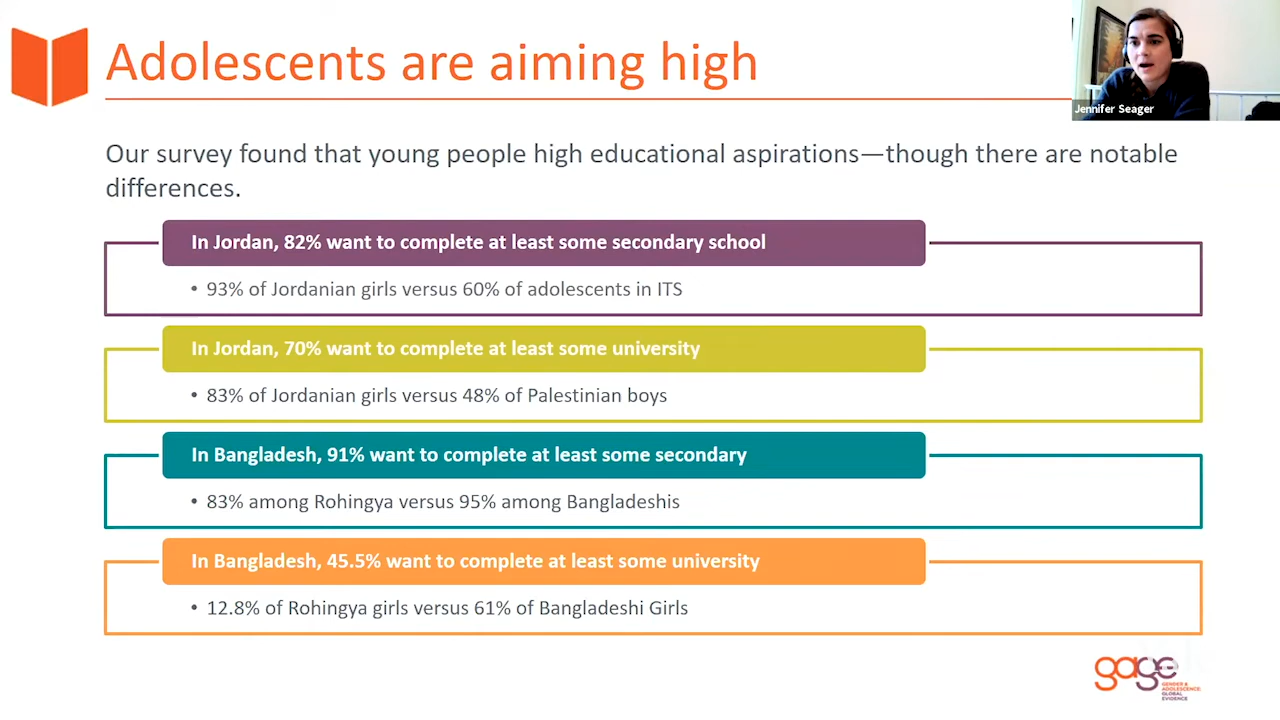 Adolescents are aiming high
Jennifer Seager
Our survey found that young people high educational aspirations—though there are notable
differences.
In Jordan, 82% want to complete at least some secondary school
• 93% of Jordanian girls versus 60% of adolescents in ITS
In Jordan, 70% want to complete at least some university
• 83% of Jordanian girls versus 48% of Palestinian boys
In Bangladesh, 91% want to complete at least some secondary
• 83% among Rohingya versus 95% among Bangladeshis
In Bangladesh, 45.5% want to complete at least some university
• 12.8% of Rohingya girls versus 61% of Bangladeshi Girls
gage
GENDER &
ADOLESCENCE:
GLOBAL
EVIDENCE